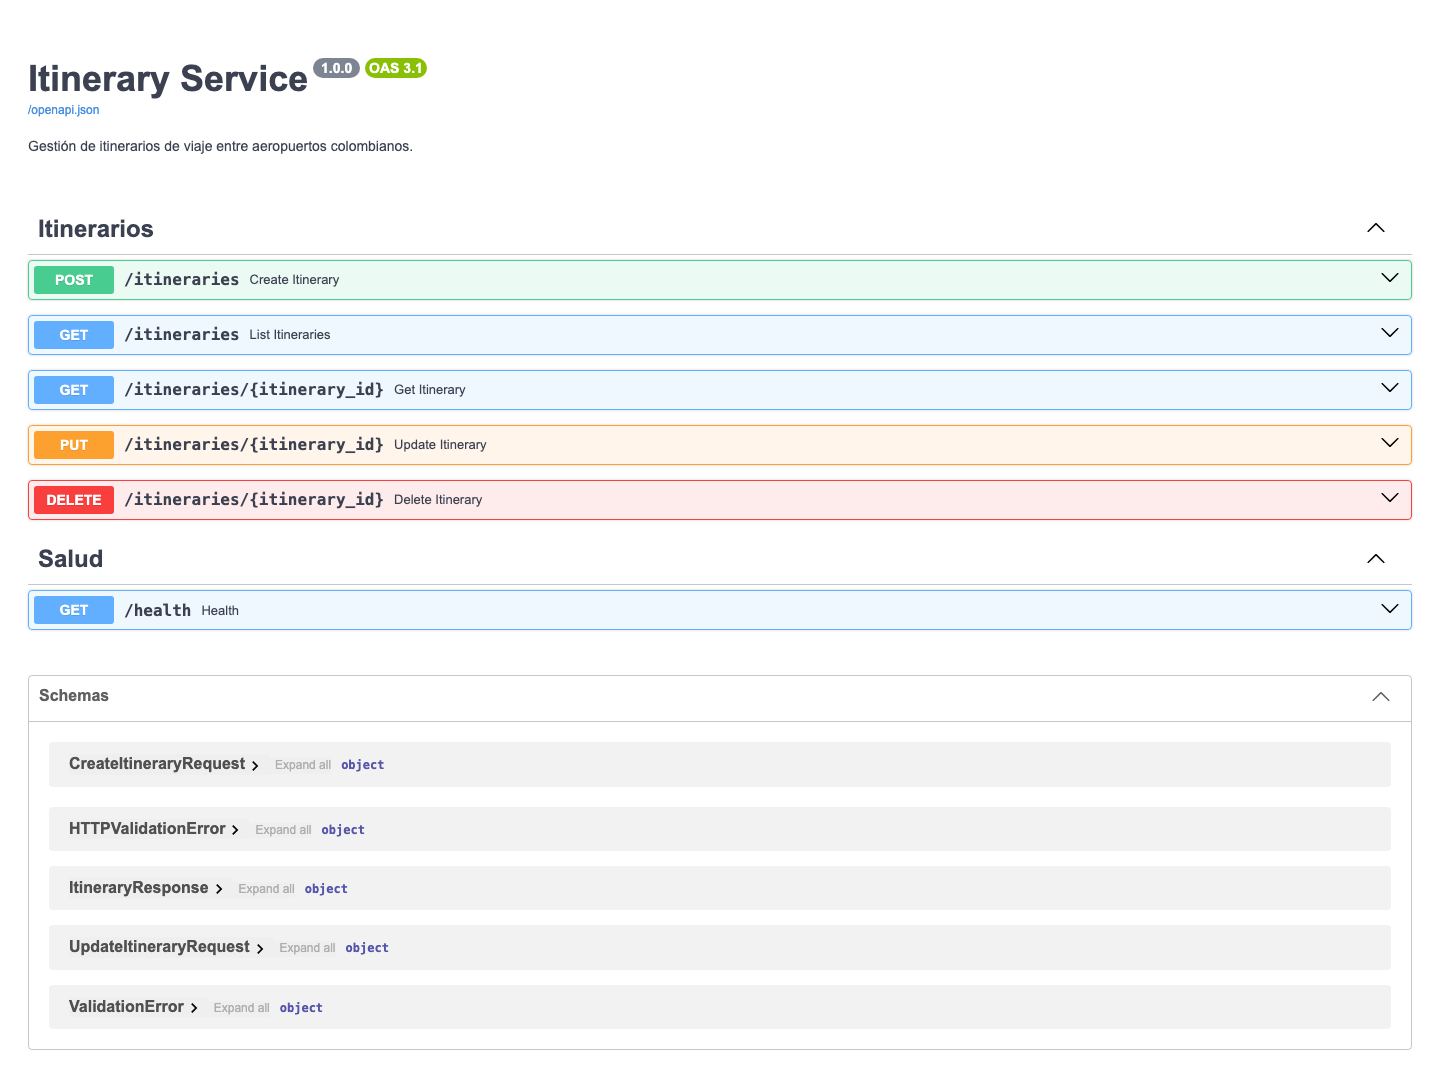 Itinerary Service 1.0.0 OAS 3.1
/openapi.json
Gestión de itinerarios de viaje entre aeropuertos colombianos.
Itinerarios
POST /itineraries Create Itinerary
GET /itineraries List Itineraries
GET /itineraries/{itinerary_id} Get Itinerary
PUT /itineraries/{itinerary_id} Update Itinerary
DELETE /itineraries/{itinerary_id} Delete Itinerary
Salud
GET /health Health
Schemas
CreateItineraryRequest Expand all object
HTTPValidationError Expand all object
ItineraryResponse Expand all object
UpdateItineraryRequest Expand all object
ValidationError Expand all object